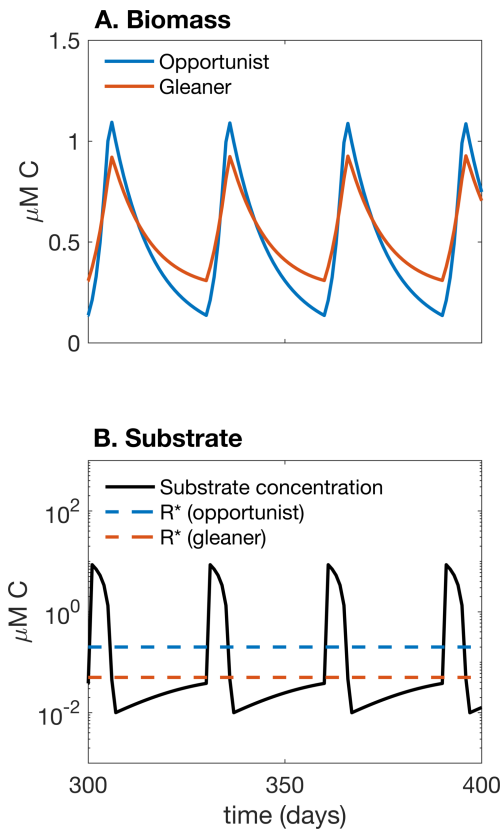 A. Biomass
1.5
Opportunist
Gleaner
1
μM C
0.5
0
B. Substrate
Substrate concentration
10^2
R* (opportunist)
R* (gleaner)
μM C
10^0
10^-2
300
350
400
time (days)